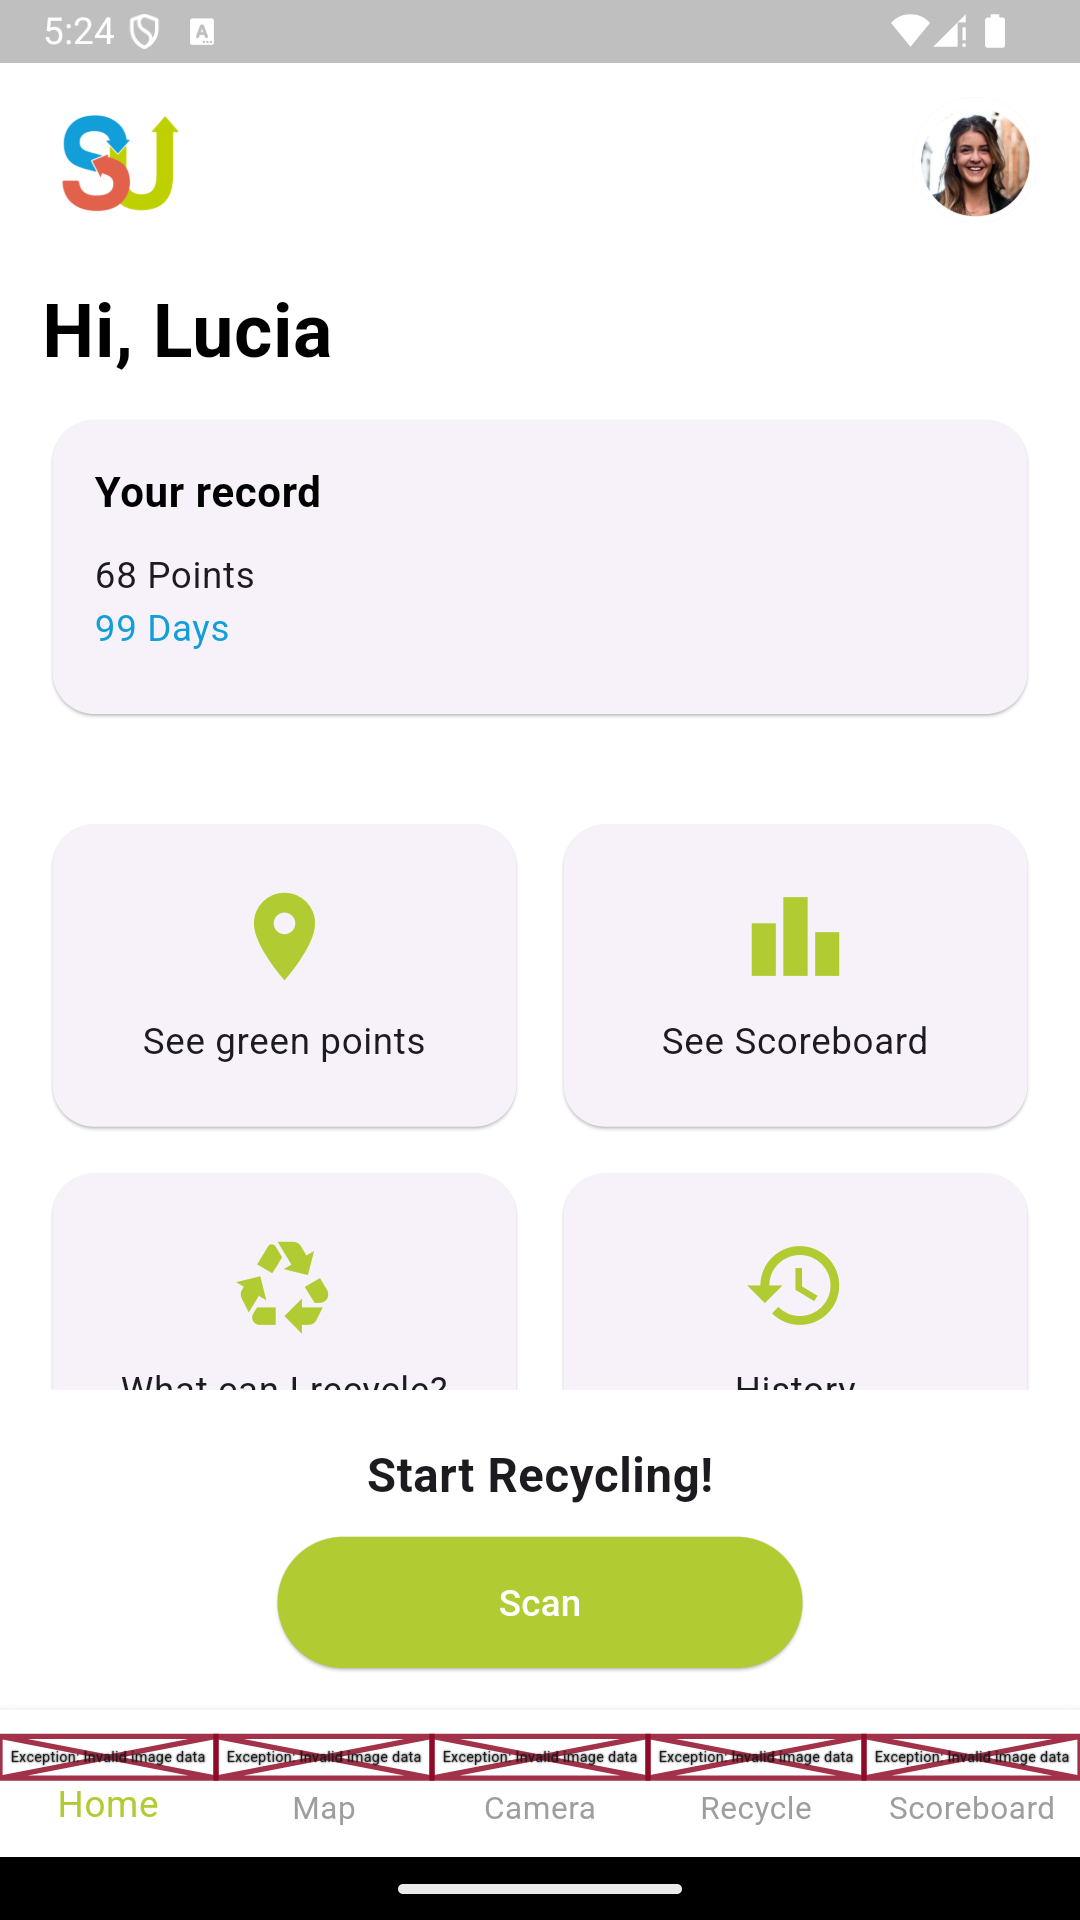 5:24
SU
Hi, Lucia
Your record
68 Points
99 Days
See green points
See Scoreboard
What can I recycle?
History
Start Recycling!
Scan
Exception: Invalid image data
Exception: Invalid image data
Exception: Invalid image data
Exception: Invalid image data
Exception: Invalid image data
Home
Map
Camera
Recycle
Scoreboard